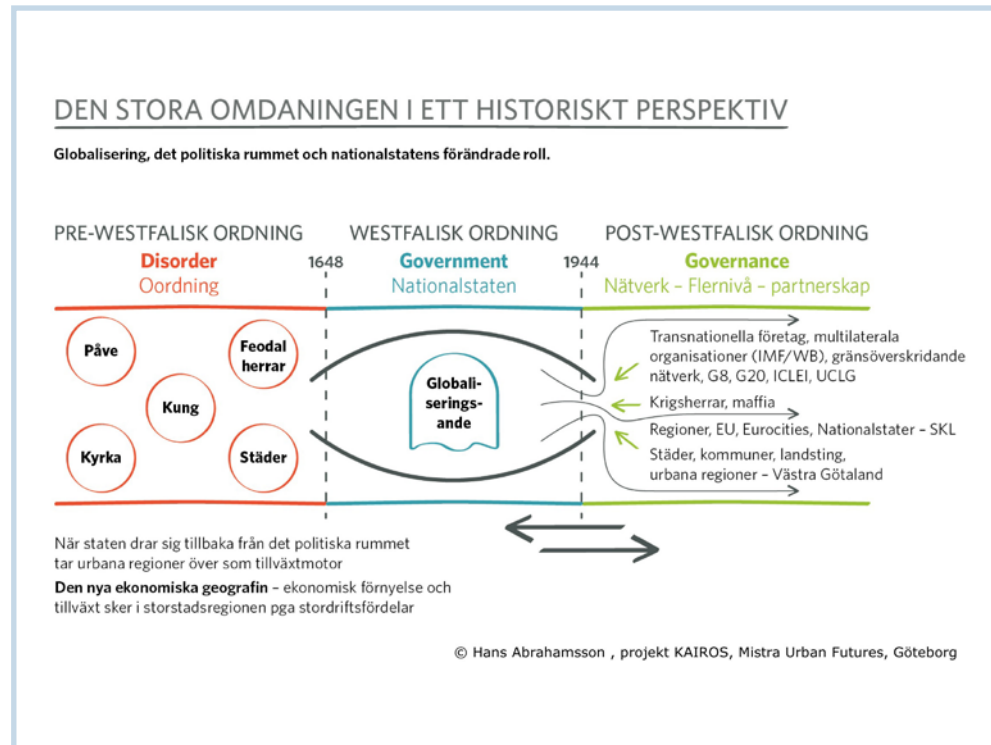 DEN STORA OMDANINGEN I ETT HISTORISKT PERSPEKTIV
Globalisering, det politiska rummet och nationalstatens förändrade roll.
PRE-WESTFALISK ORDNING
Disorder
Oordning
1648
WESTFALISK ORDNING
Government
Nationalstaten
1944
POST-WESTFALISK ORDNING
Governance
Nätverk – Flernivå – partnerskap
Påve
Feodal
herrar
Kung
Kyrka
Städer
Globali-
serings-
ande
Transnationella företag, multilaterala
organisationer (IMF/WB), gränsöverskridande
nätverk, G8, G20, ICLEI, UCLG
Krigsherrar, maffia
Regioner, EU, Eurocities, Nationalstater – SKL
Städer, kommuner, landsting,
urbana regioner – Västra Götaland
När staten drar sig tillbaka från det politiska rummet
tar urbana regioner över som tillväxtmotor
Den nya ekonomiska geografin – ekonomisk förnyelse och
tillväxt sker i storstadsregionen pga stordriftsfördelar
© Hans Abrahamsson , projekt KAIROS, Mistra Urban Futures, Göteborg